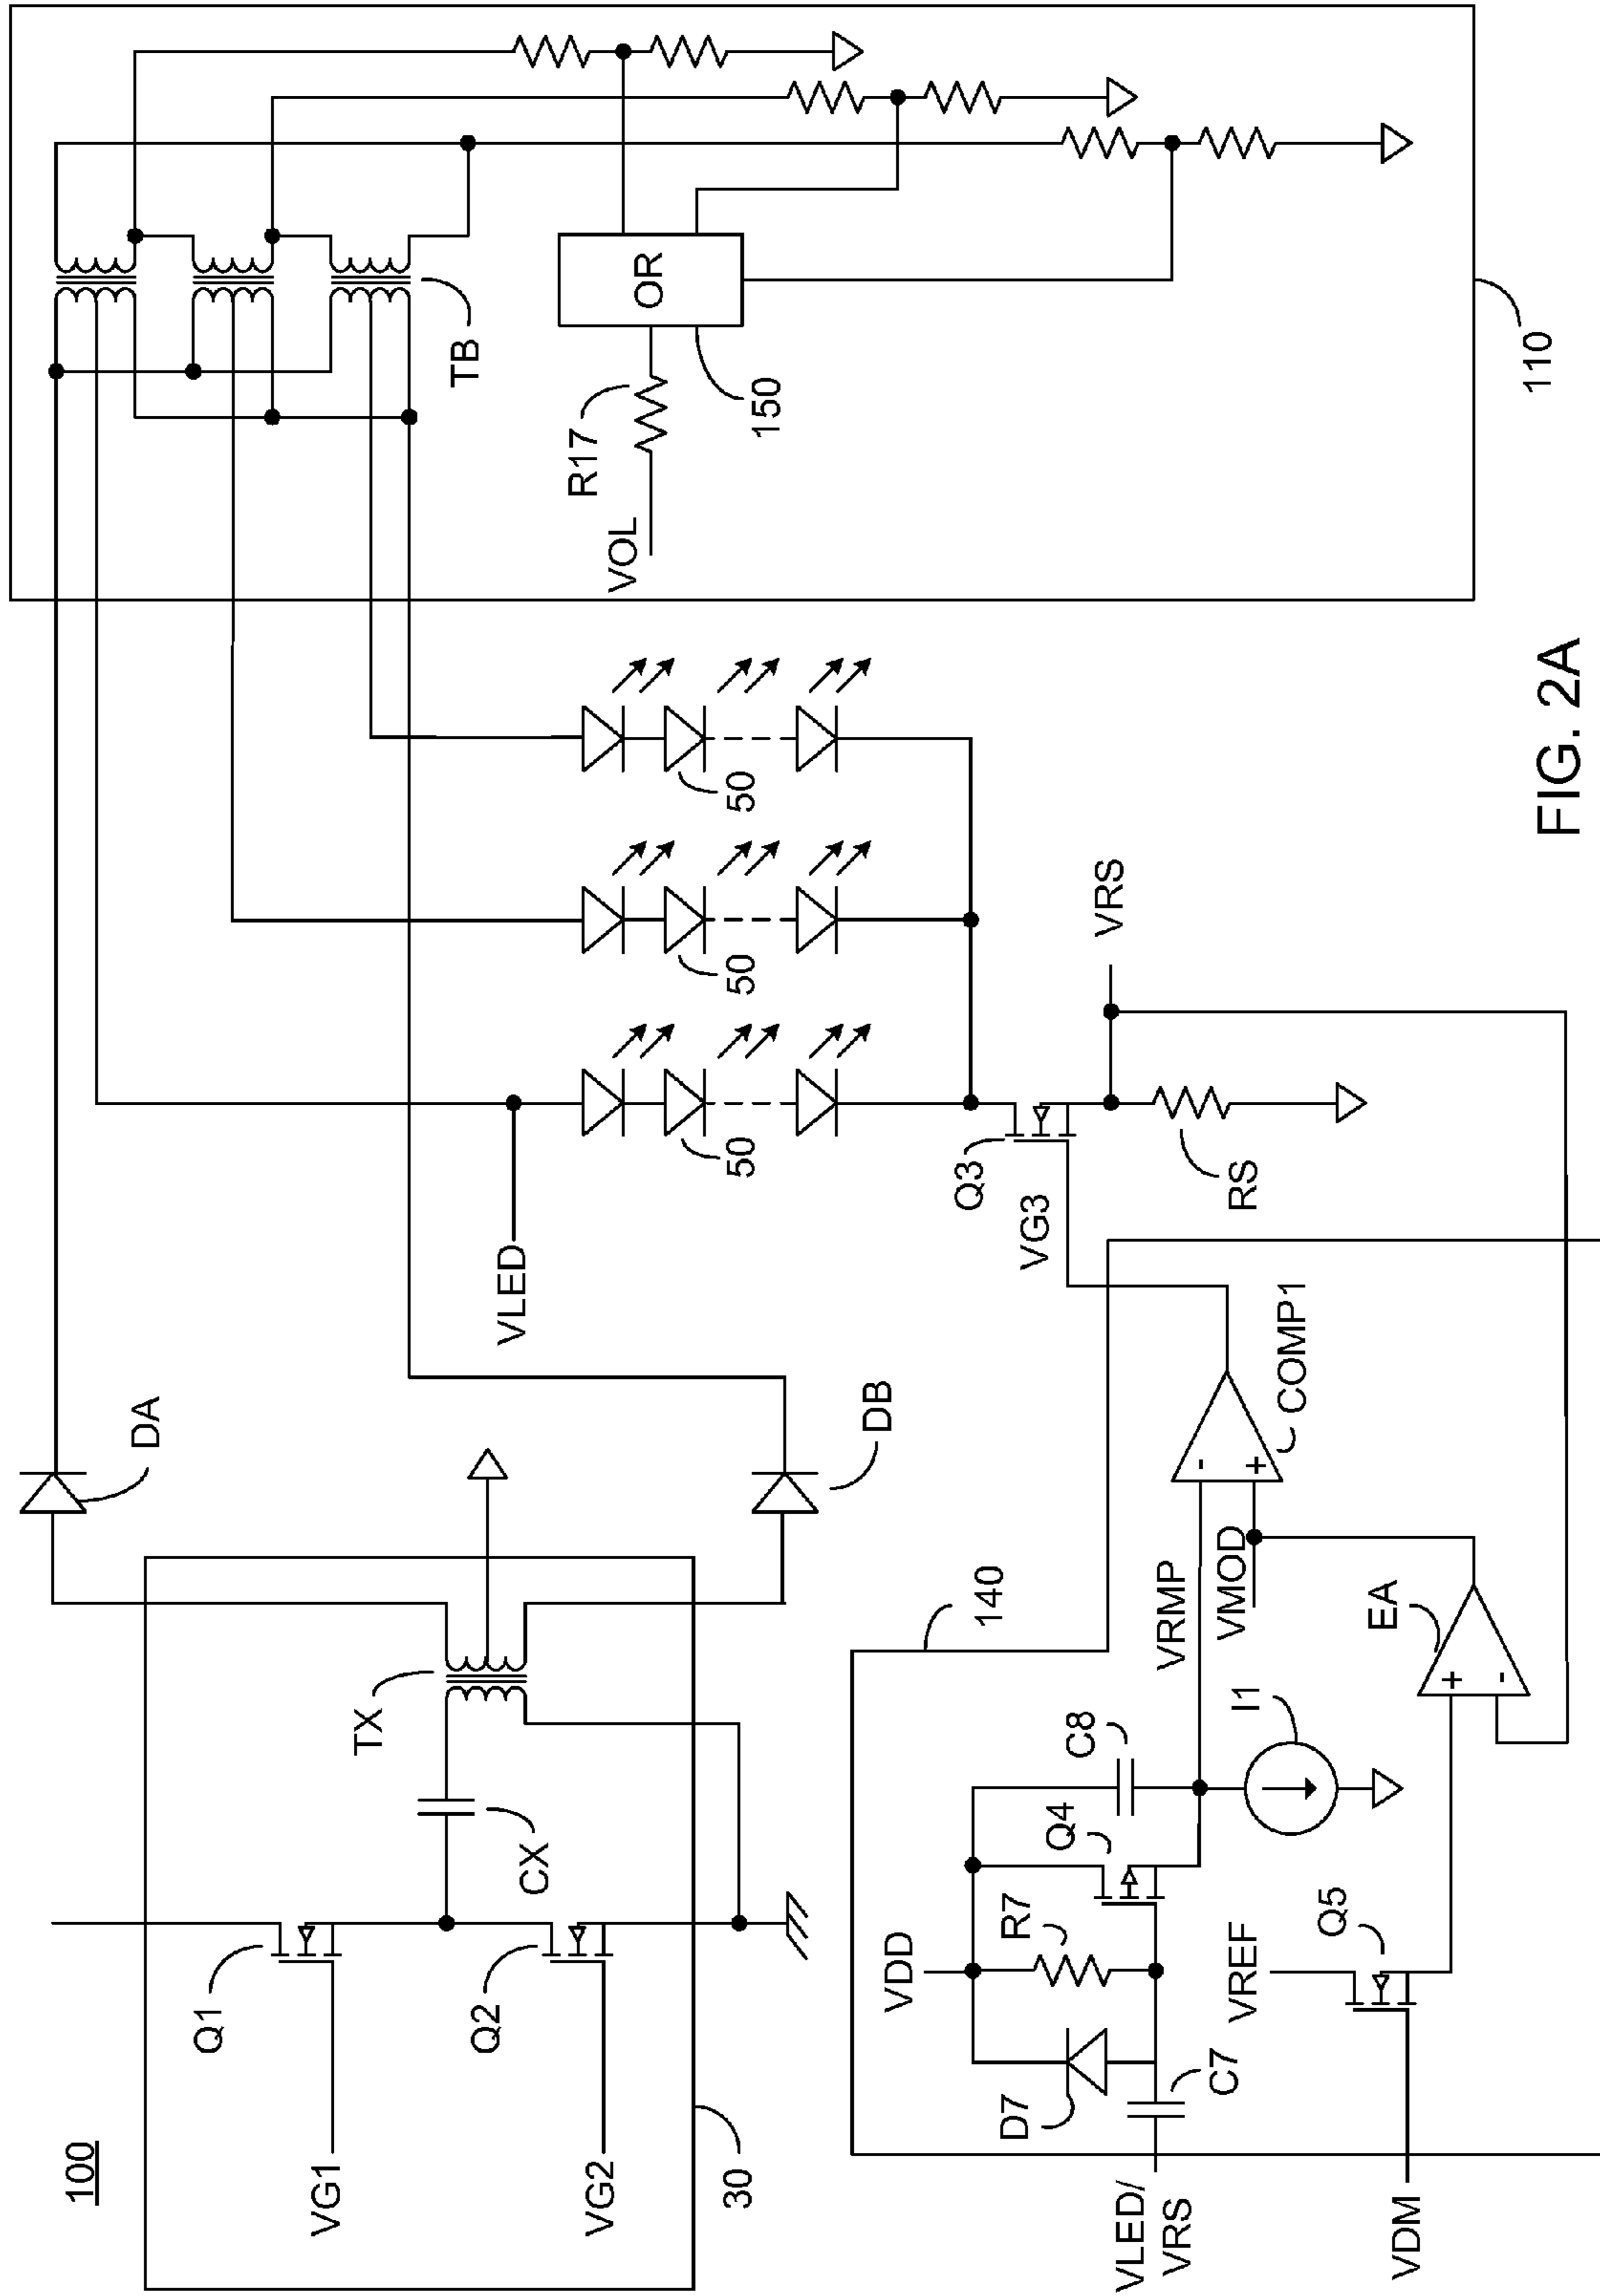 100
Q1
VG1
Q2
VG2
30
TX
CX
DA
DB
VLED
50
50
50
TB
R17
VOL
OR
150
110
Q3
VG3
VRS
RS
140
VDD
D7
R7
C7
Q4
C8
VLED/
VRS
VRMP
VMOD
I1
- +
COMP1
VREF
Q5
VDM
+ -
EA
FIG. 2A